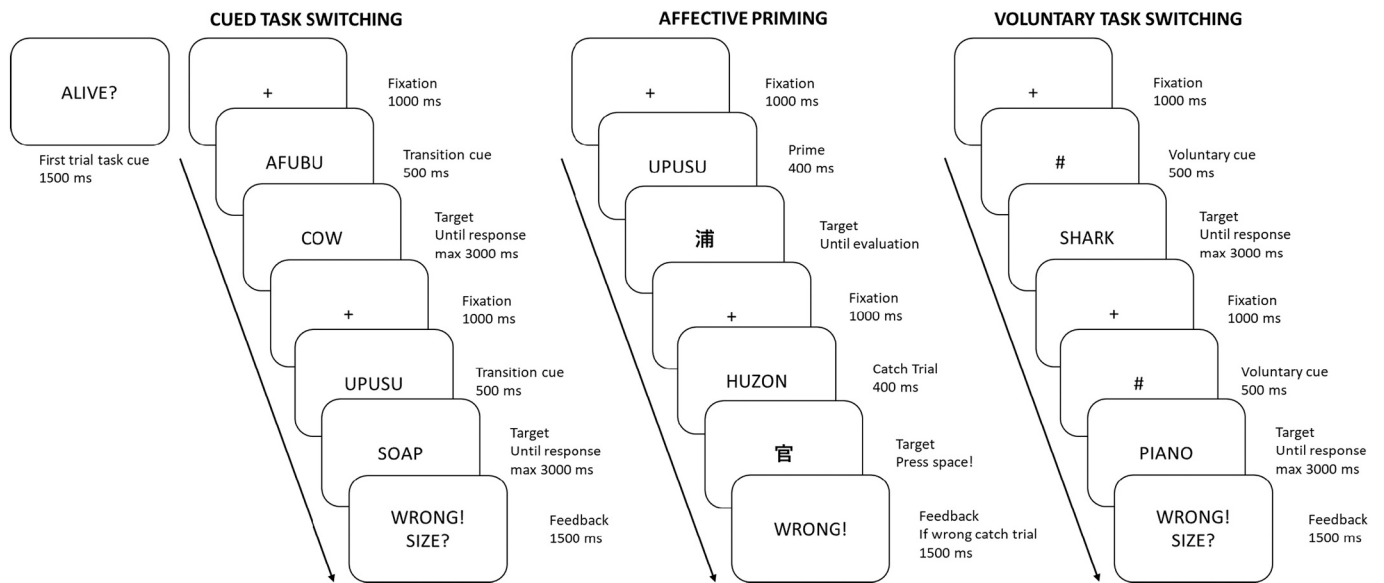 CUED TASK SWITCHING
ALIVE?
First trial task cue
1500 ms
+
Fixation
1000 ms
AFUBU
Transition cue
500 ms
COW
Target
Until response
max 3000 ms
+
Fixation
1000 ms
UPUSU
Transition cue
500 ms
SOAP
Target
Until response
max 3000 ms
WRONG!
SIZE?
Feedback
1500 ms
AFFECTIVE PRIMING
+
Fixation
1000 ms
UPUSU
Prime
400 ms
浦
Target
Until evaluation
+
Fixation
1000 ms
HUZON
Catch Trial
400 ms
官
Target
Press space!
WRONG!
Feedback
If wrong catch trial
1500 ms
VOLUNTARY TASK SWITCHING
+
Fixation
1000 ms
#
Voluntary cue
500 ms
SHARK
Target
Until response
max 3000 ms
+
Fixation
1000 ms
#
Voluntary cue
500 ms
PIANO
Target
Until response
max 3000 ms
WRONG!
SIZE?
Feedback
1500 ms